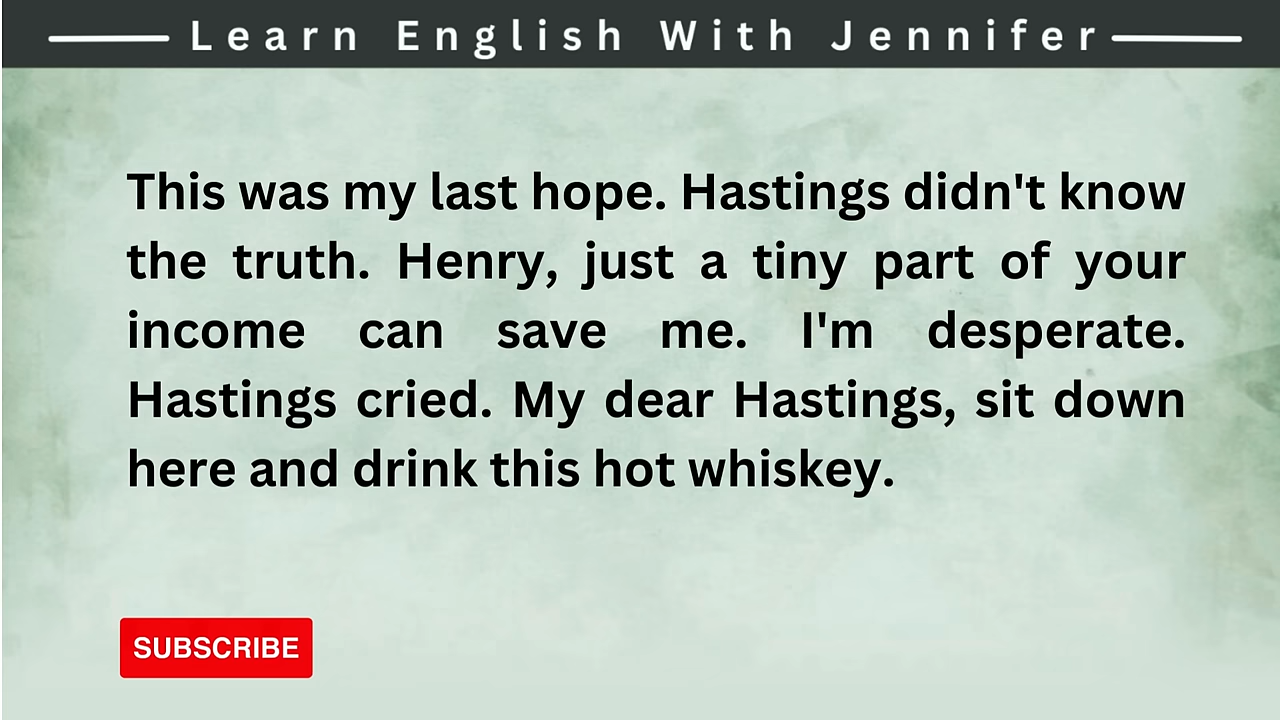 Learn English With Jennifer
This was my last hope. Hastings didn't know
the truth. Henry, just a tiny part of your
income can save me. I'm desperate.
Hastings cried. My dear Hastings, sit down
here and drink this hot whiskey.
SUBSCRIBE